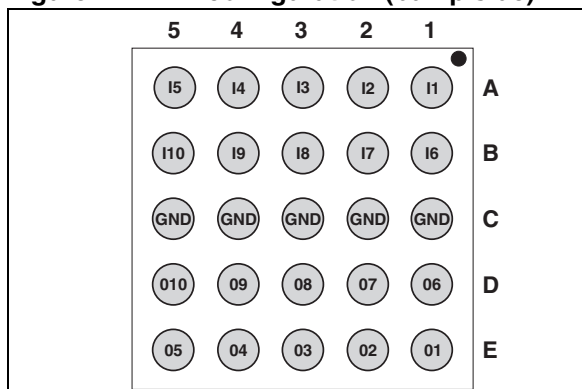 5 4 3 2 1
I5 I4 I3 I2 I1 A
I10 I9 I8 I7 I6 B
GND GND GND GND GND C
010 09 08 07 06 D
05 04 03 02 01 E